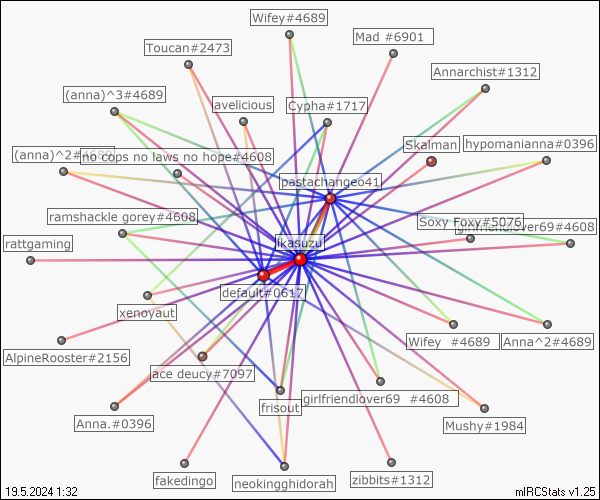 Wifey#4689
Mad #6901
Toucan#2473
Annarchist#1312
(anna)^3#4689
avelicious
Cypha#1717
Skalman
hypomanianna#0396
(anna)^2#4689
no cops no laws no hope#4608
pastachangeo41
ramshackle gorey#4608
Soxy Foxy#5076
girlfriendlover69#4608
rattgaming
ikasuzu
default#0617
xenoyaut
Wifey #4689
Anna^2#4689
AlpineRooster#2156
ace deucy#7097
frisout
girlfriendlover69 #4608
Anna.#0396
Mushy#1984
fakedingo
neokingghidorah
zibbits#1312
19.5.2024 1:32
mIRCStats v1.25